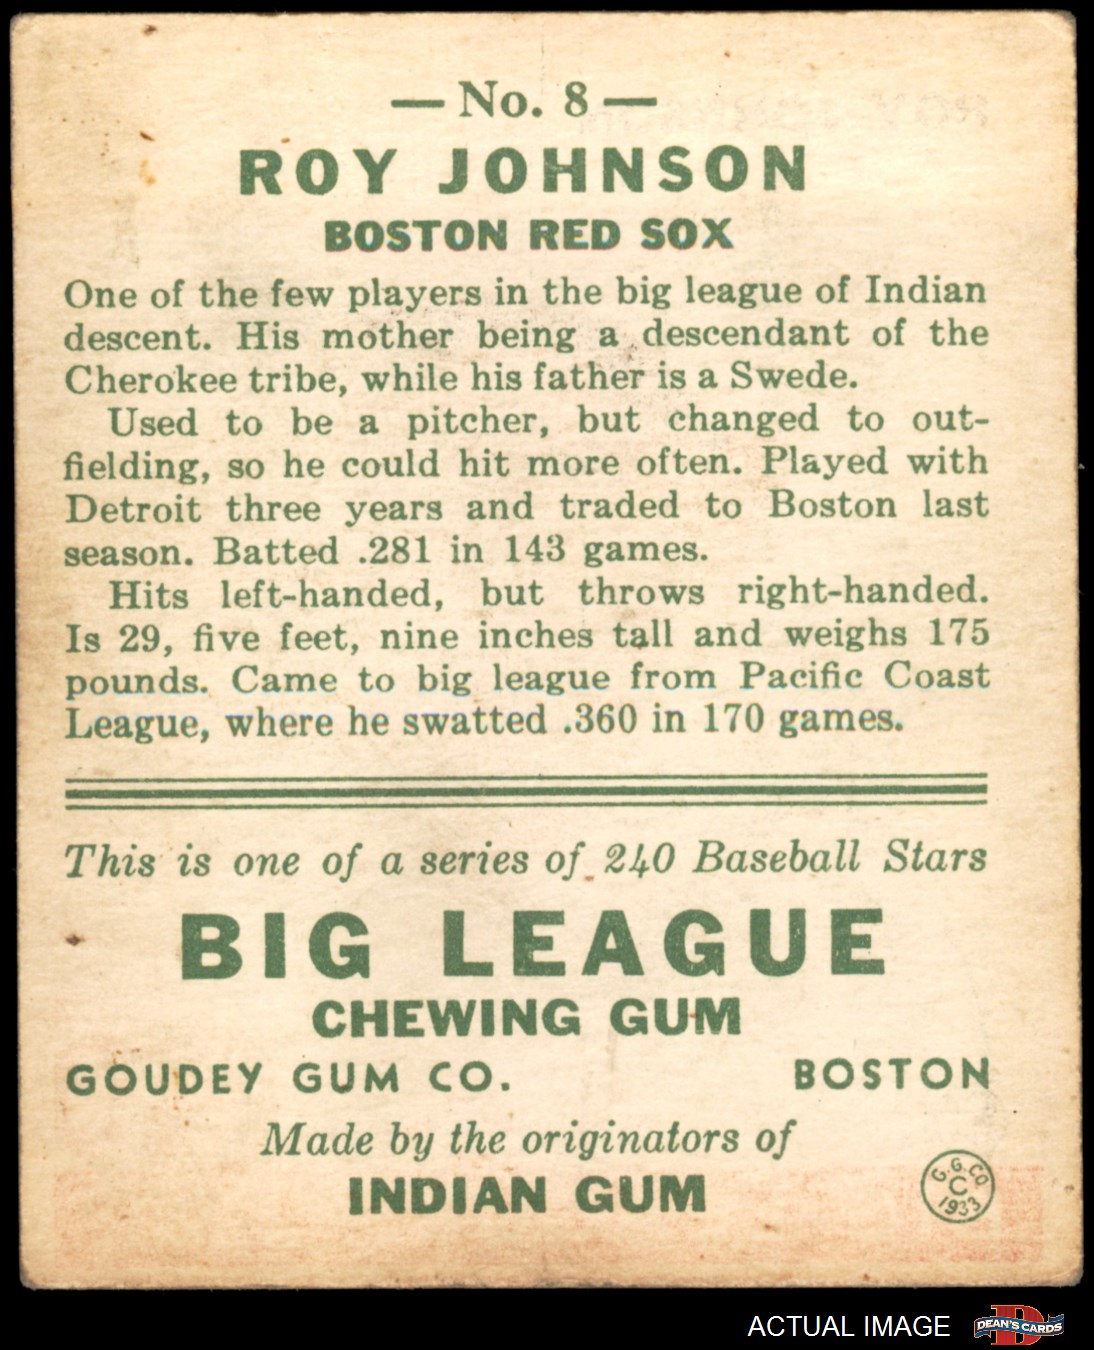 — No. 8 —
ROY JOHNSON
BOSTON RED SOX
One of the few players in the big league of Indian
descent. His mother being a descendant of the
Cherokee tribe, while his father is a Swede.
Used to be a pitcher, but changed to out-
fielding, so he could hit more often. Played with
Detroit three years and traded to Boston last
season. Batted .281 in 143 games.
Hits left-handed, but throws right-handed.
Is 29, five feet, nine inches tall and weighs 175
pounds. Came to big league from Pacific Coast
League, where he swatted .360 in 170 games.
This is one of a series of 240 Baseball Stars
BIG LEAGUE
CHEWING GUM
GOUDEY GUM CO. BOSTON
Made by the originators of
INDIAN GUM
G.G.CO.
C
1933
ACTUAL IMAGE
D
DEAN'S CARDS